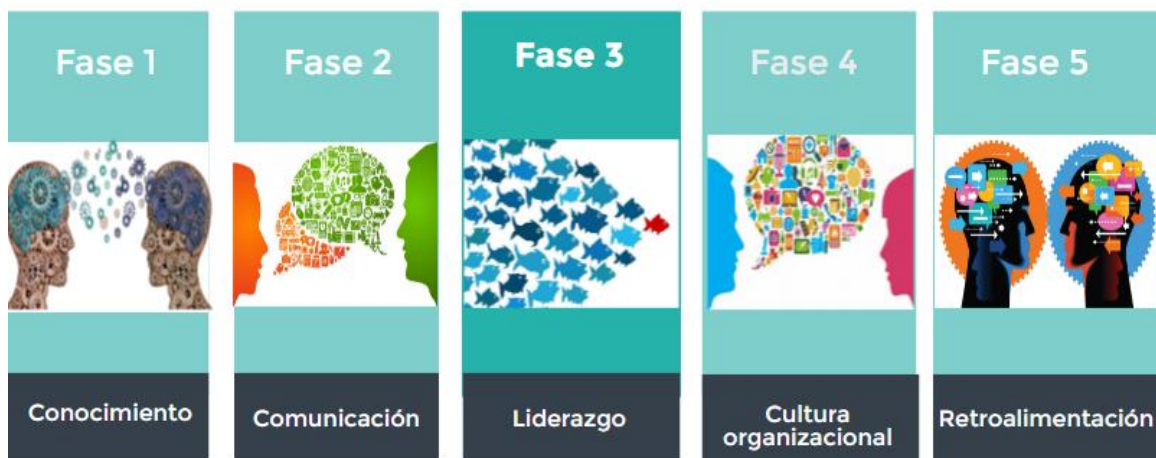 Fase 1
Fase 2
Fase 3
Fase 4
Fase 5
Conocimiento
Comunicación
Liderazgo
Cultura
organizacional
Retroalimentación